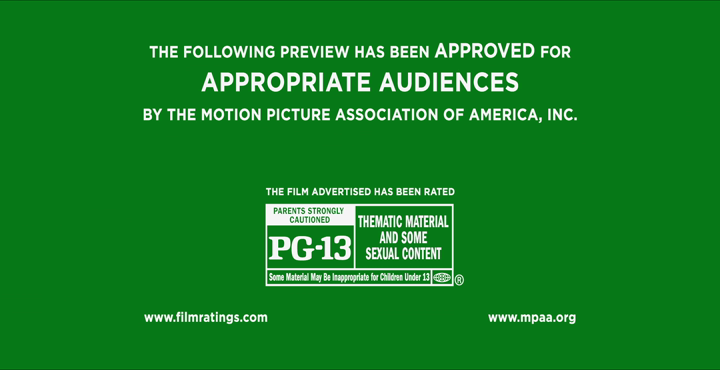 THE FOLLOWING PREVIEW HAS BEEN APPROVED FOR
APPROPRIATE AUDIENCES
BY THE MOTION PICTURE ASSOCIATION OF AMERICA, INC.
THE FILM ADVERTISED HAS BEEN RATED
PARENTS STRONGLY
CAUTIONED
PG-13
THEMATIC MATERIAL
AND SOME
SEXUAL CONTENT
Some Material May Be Inappropriate for Children Under 13
®
www.filmratings.com
www.mpaa.org